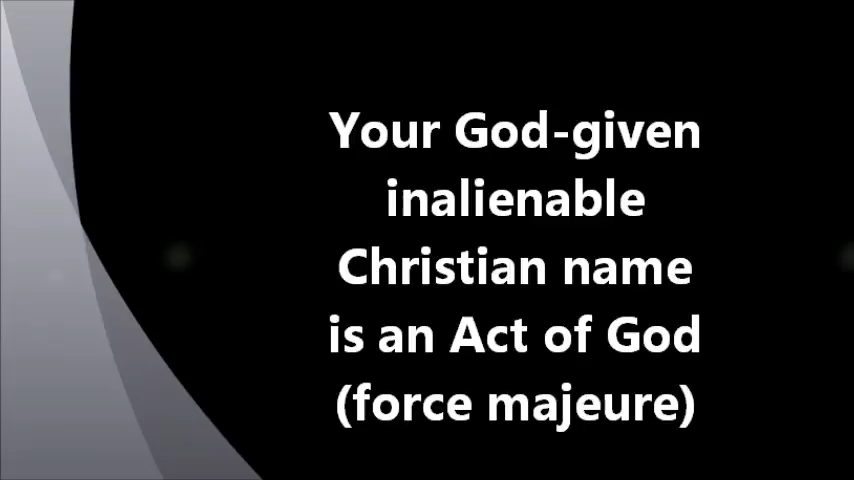 Your God-given
inalienable
Christian name
is an Act of God
(force majeure)